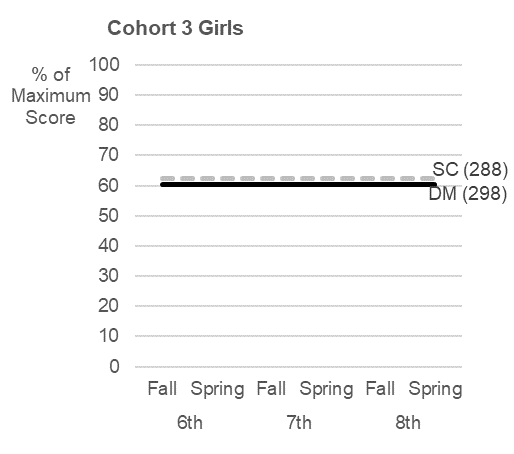 Cohort 3 Girls
% of
Maximum
Score
100
90
80
70
60
50
40
30
20
10
0
SC (288)
DM (298)
Fall Spring Fall Spring Fall Spring
6th 7th 8th